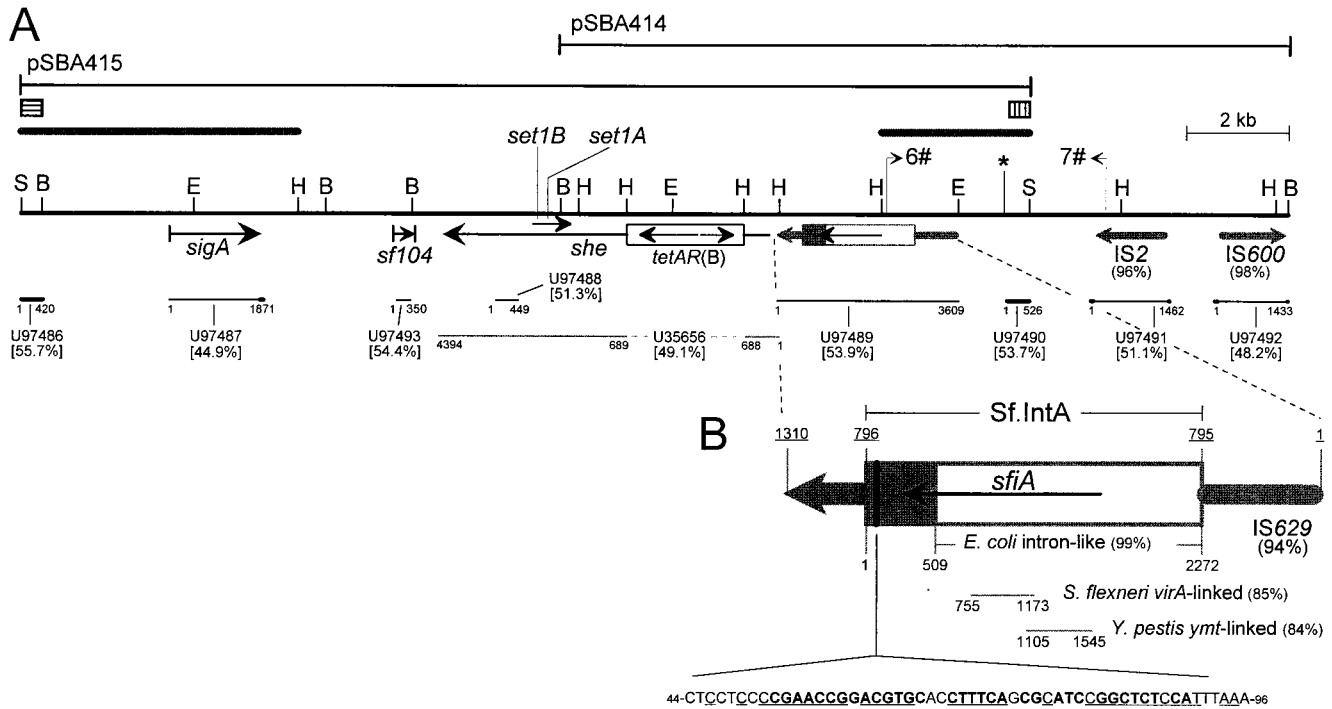 A
pSBA414
pSBA415
set1B
set1A
2 kb
6#
*
7#
S B E H B B B H H E H H H E S H H B
sigA
sf104
she
tetAR(B)
IS2
(96%)
IS600
(98%)
1 420
U97486
[55.7%]
1 1871
U97487
[44.9%]
1 350
U97493
[54.4%]
1 449
U97488
[51.3%]
4394 689
U35656
[49.1%]
688 1
1 3609
U97489
[53.9%]
1 526
U97490
[53.7%]
1 1462
U97491
[51.1%]
1 1433
U97492
[48.2%]
B
Sf.IntA
1310 796 795 1
sfiA
IS629
(94%)
E. coli intron-like (99%)
1 509 2272
755 1173
S. flexneri virA-linked (85%)
1105 1545
Y. pestis ymt-linked (84%)
44-CTCCTCCCCGAACCGGACGTGCACCTTTCAGCGCATCCGGCTCTCCATTTAAA-96